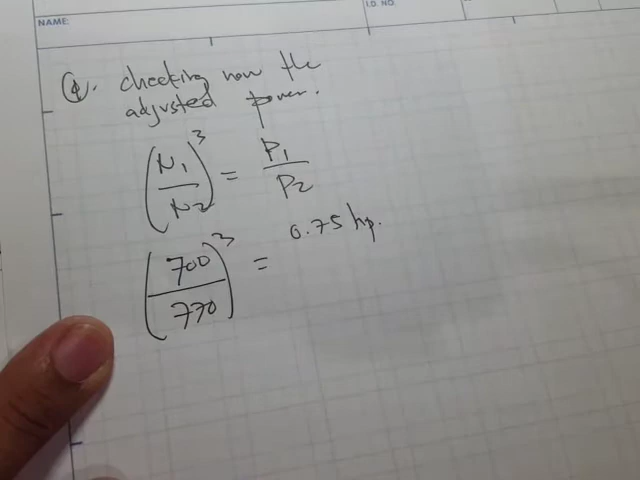 I.D. NO.
NAME:
Q. checking now the
adjusted power.
(N1/N2)^3 = P1/P2
(700/770)^3 = 0.75 hp.